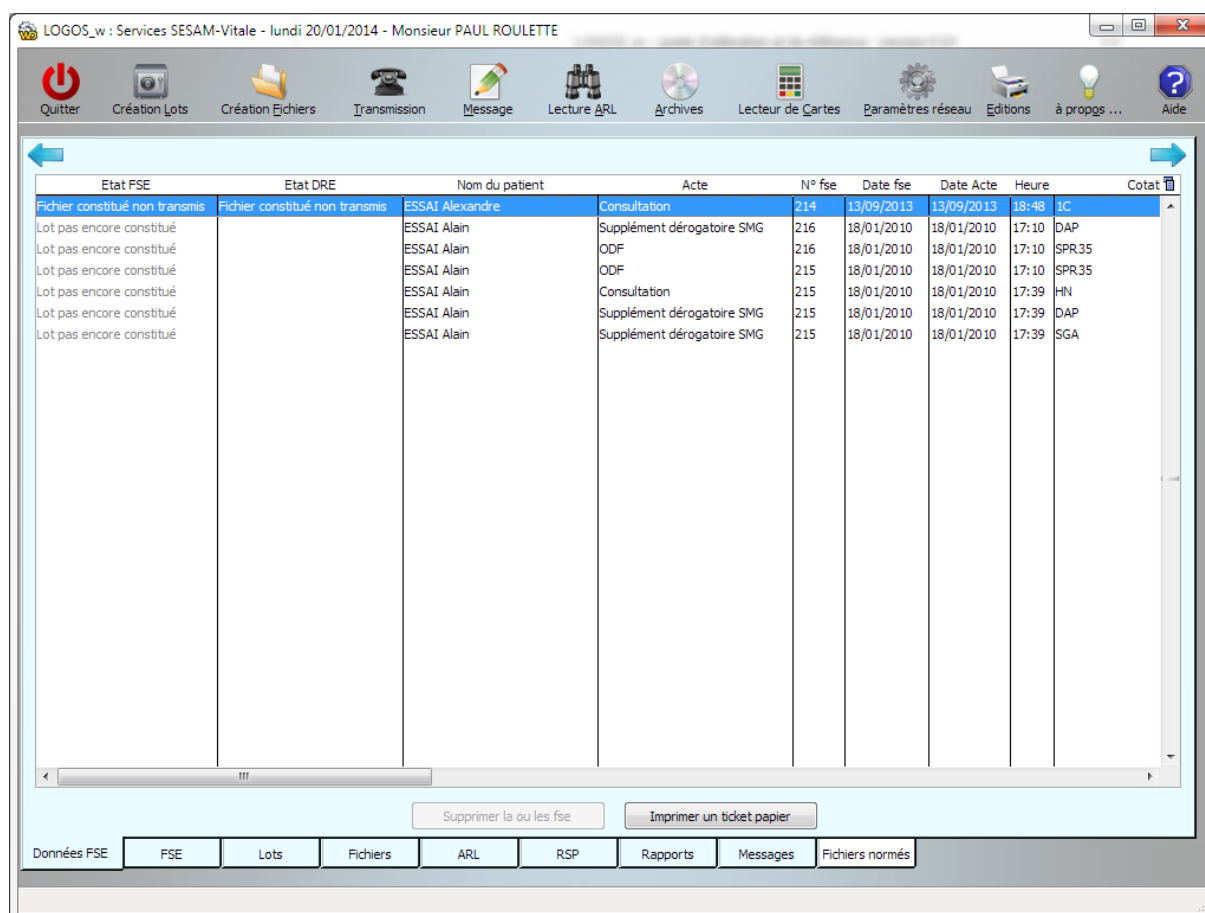 LOGOS_w : Services SESAM-Vitale - lundi 20/01/2014 - Monsieur PAUL ROULETTE
Quitter Création Lots Création Fichiers Transmission Message Lecture ARL Archives Lecteur de Cartes Paramètres réseau Editions à propos ... Aide
Etat FSE Etat DRE Nom du patient Acte N° fse Date fse Date Acte Heure Cotat
Fichier constitué non transmis Fichier constitué non transmis ESSAI Alexandre Consultation 214 13/09/2013 13/09/2013 18:48 1C
Lot pas encore constitué ESSAI Alain Supplément dérogatoire SMG 216 18/01/2010 18/01/2010 17:10 DAP
Lot pas encore constitué ESSAI Alain ODF 216 18/01/2010 18/01/2010 17:10 SPR35
Lot pas encore constitué ESSAI Alain ODF 215 18/01/2010 18/01/2010 17:10 SPR35
Lot pas encore constitué ESSAI Alain Consultation 215 18/01/2010 18/01/2010 17:39 HN
Lot pas encore constitué ESSAI Alain Supplément dérogatoire SMG 215 18/01/2010 18/01/2010 17:39 DAP
Lot pas encore constitué ESSAI Alain Supplément dérogatoire SMG 215 18/01/2010 18/01/2010 17:39 SGA
Supprimer la ou les fse Imprimer un ticket papier
Données FSE FSE Lots Fichiers ARL RSP Rapports Messages Fichiers normés